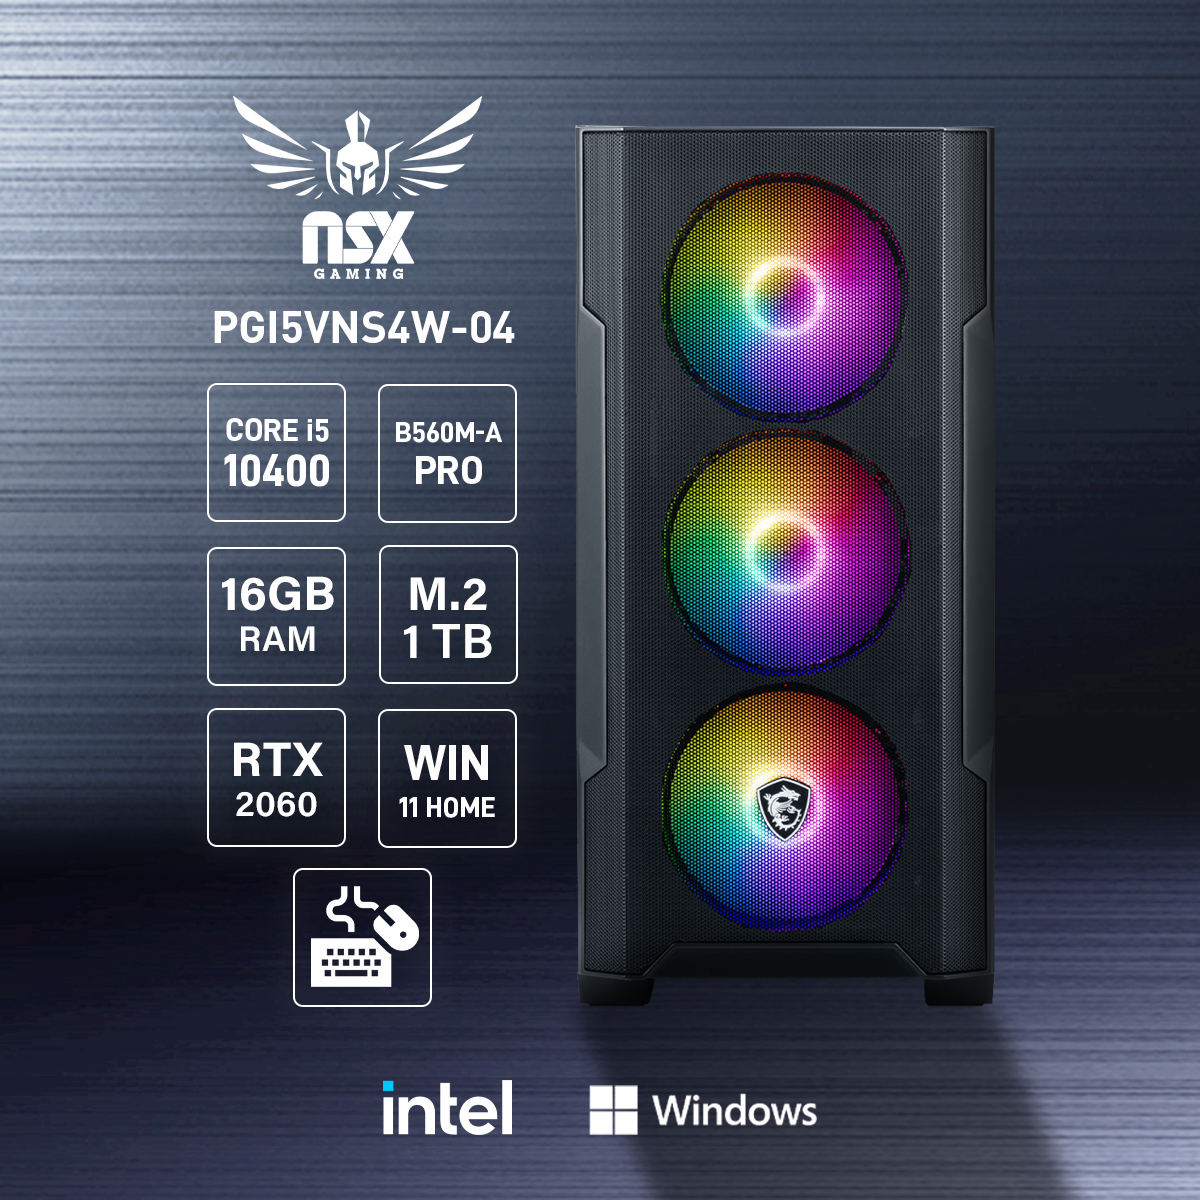 NSX
GAMING
PGI5VNS4W-04
CORE i5
10400
B560M-A
PRO
16GB
RAM
M.2
1 TB
RTX
2060
WIN
11 HOME
intel
Windows